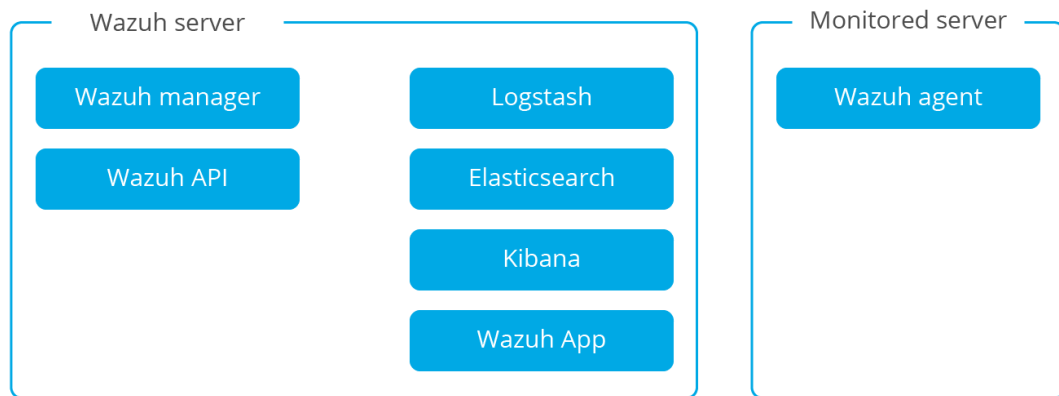 Wazuh server
Wazuh manager
Wazuh API
Logstash
Elasticsearch
Kibana
Wazuh App
Monitored server
Wazuh agent